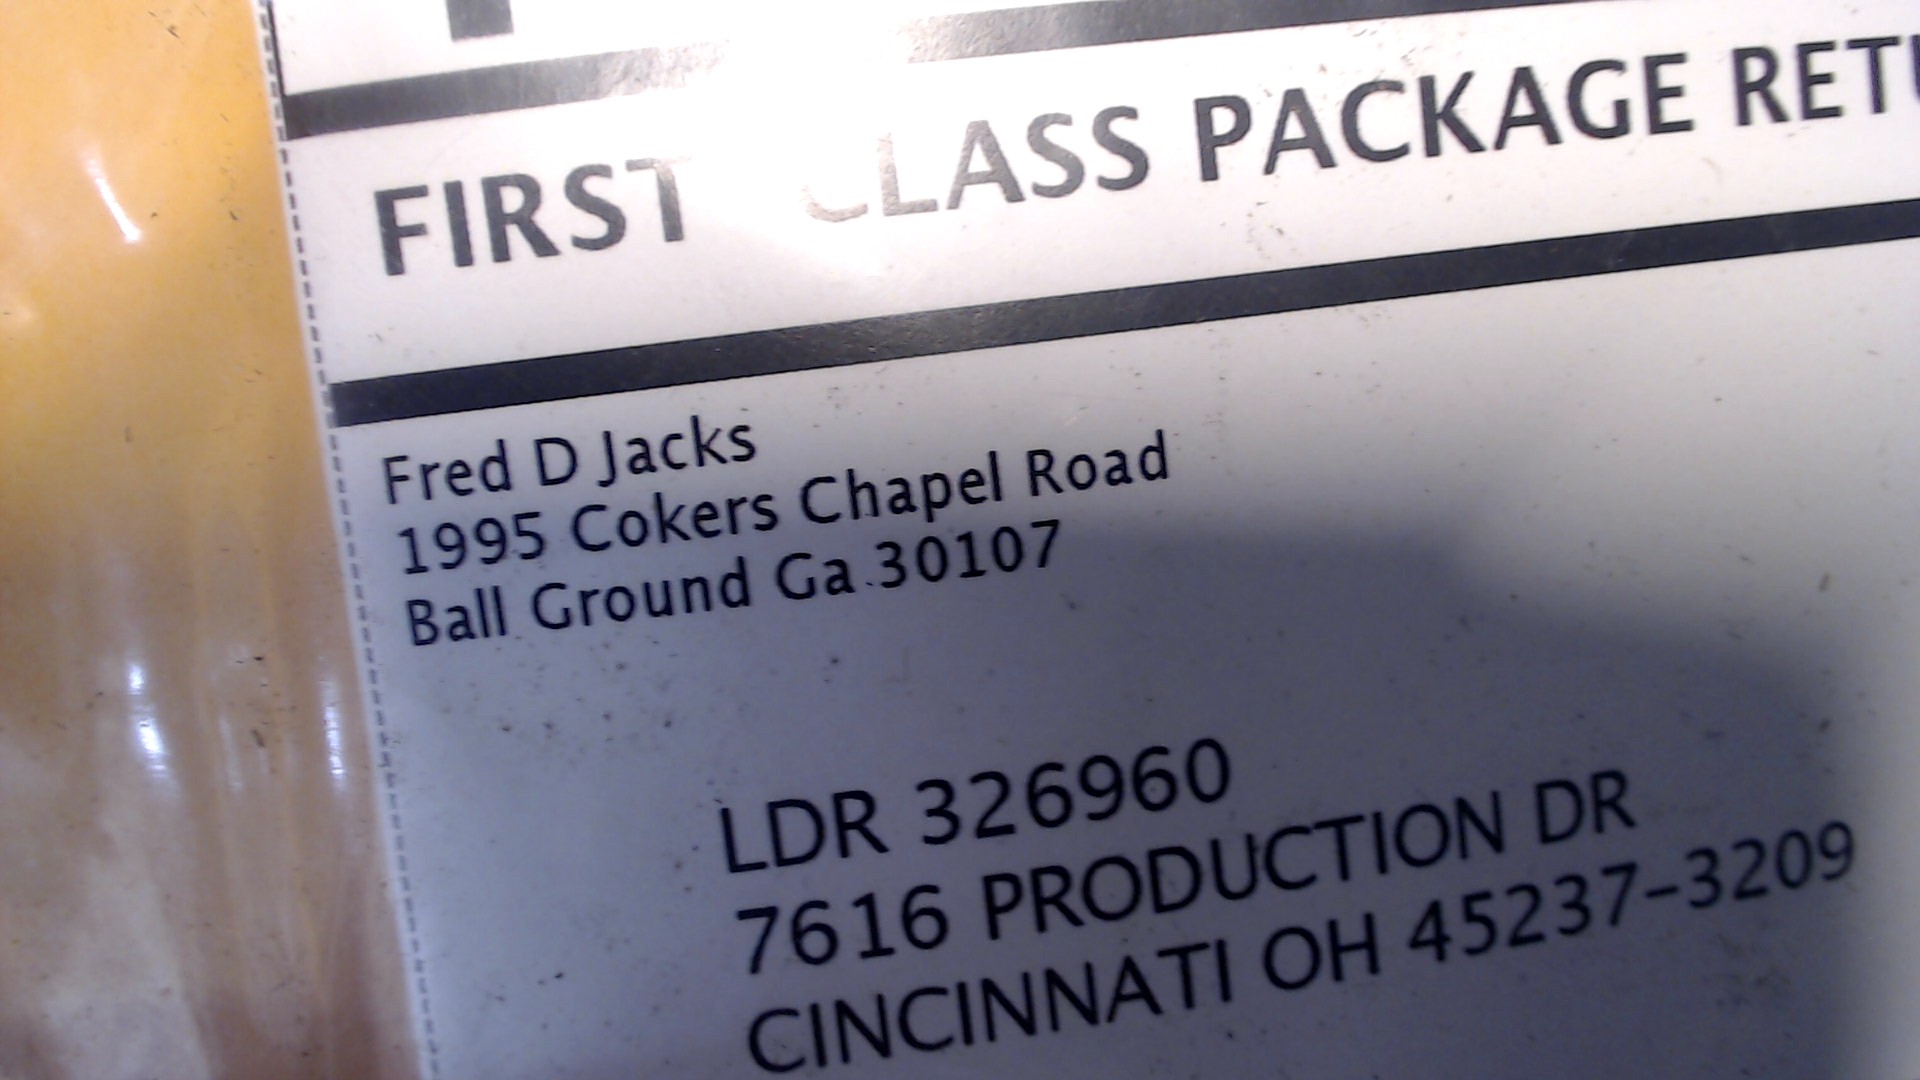 FIRST CLASS PACKAGE
Fred D Jacks
1995 Cokers Chapel Road
Ball Ground Ga 30107
LDR 326960
7616 PRODUCTION DR
CINCINNATI OH 45237-3209